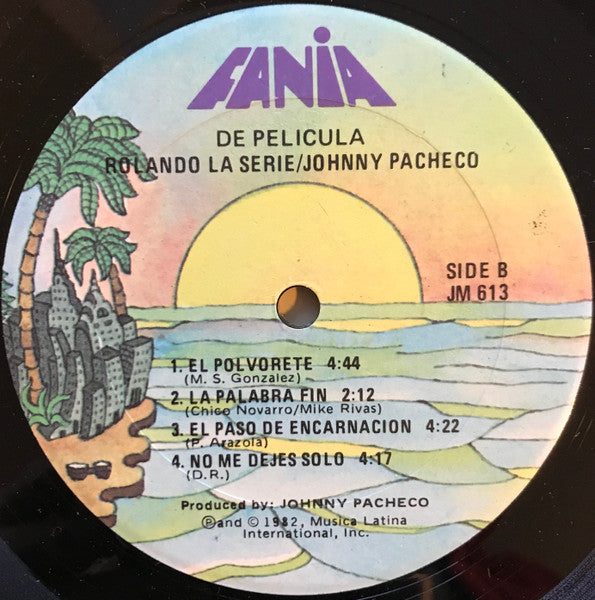 FANIA
DE PELICULA
ROLANDO LA SERIE/JOHNNY PACHECO
SIDE B
JM 613
1. EL POLVORETE 4:44
(M. S. Gonzalez)
2. LA PALABRA FIN 2:12
(Chico Novarro/Mike Rivas)
3. EL PASO DE ENCARNACION 4:22
(P. Arazola)
4. NO ME DEJES SOLO 4:17
(D.R.)
Produced by: JOHNNY PACHECO
Ⓟand © 1982, Musica Latina
International, Inc.